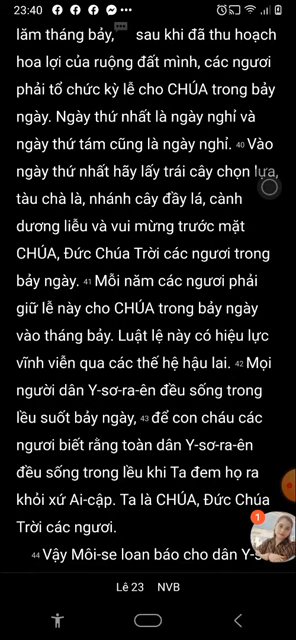 23:40
lăm tháng bảy, sau khi đã thu hoạch
hoa lợi của ruộng đất mình, các ngươi
phải tổ chức kỳ lễ cho CHÚA trong bảy
ngày. Ngày thứ nhất là ngày nghỉ và
ngày thứ tám cũng là ngày nghỉ. 40 Vào
ngày thứ nhất hãy lấy trái cây chọn lựa,
tàu chà là, nhánh cây đầy lá, cành
dương liễu và vui mừng trước mặt
CHÚA, Đức Chúa Trời các ngươi trong
bảy ngày. 41 Mỗi năm các ngươi phải
giữ lễ này cho CHÚA trong bảy ngày
vào tháng bảy. Luật lệ này có hiệu lực
vĩnh viễn qua các thế hệ hậu lai. 42 Mọi
người dân Y-sơ-ra-ên đều sống trong
lều suốt bảy ngày, 43 để con cháu các
ngươi biết rằng toàn dân Y-sơ-ra-ên
đều sống trong lều khi Ta đem họ ra
khỏi xứ Ai-cập. Ta là CHÚA, Đức Chúa
Trời các ngươi.
1
44 Vậy Môi-se loan báo cho dân
Lê 23 NVB